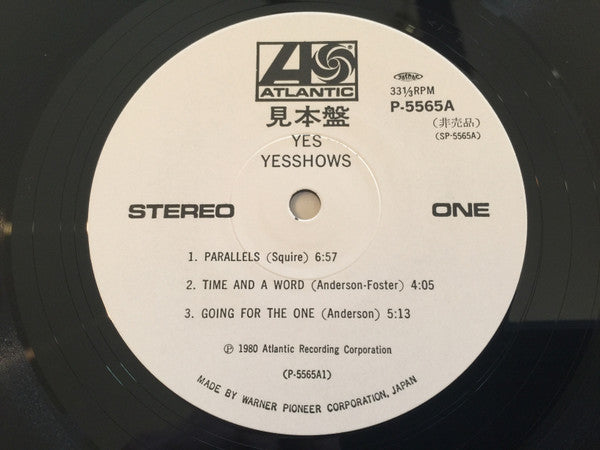 ATLANTIC
見本盤
33⅓RPM
P-5565A
(非売品)
(SP-5565A)
YES
YESSHOWS
STEREO
ONE
1. PARALLELS (Squire) 6:57
2. TIME AND A WORD (Anderson-Foster) 4:05
3. GOING FOR THE ONE (Anderson) 5:13
℗ 1980 Atlantic Recording Corporation
(P-5565A1)
MADE BY WARNER PIONEER CORPORATION, JAPAN